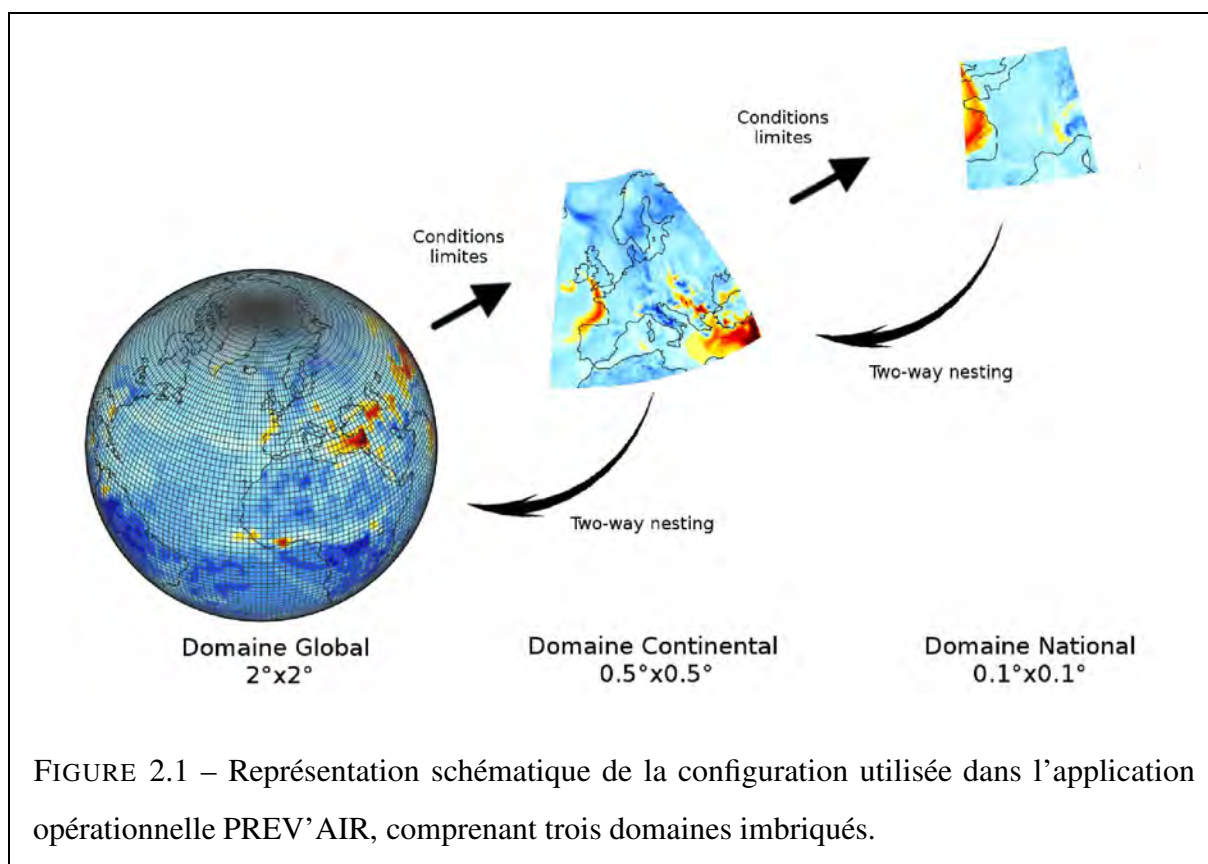 Conditions
limites
Conditions
limites
Two-way nesting
Two-way nesting
Domaine Global
2°x2°
Domaine Continental
0.5°x0.5°
Domaine National
0.1°x0.1°
FIGURE 2.1 – Représentation schématique de la configuration utilisée dans l'application
opérationnelle PREV'AIR, comprenant trois domaines imbriqués.